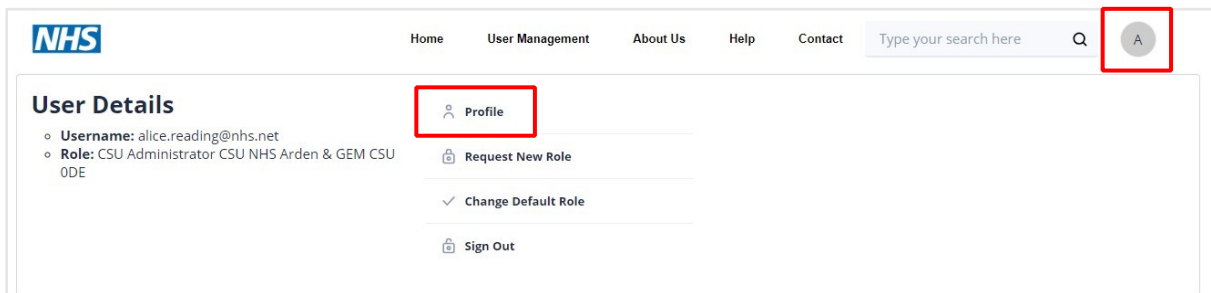 NHS
Home User Management About Us Help Contact Type your search here A
User Details
Username: alice.reading@nhs.net
Role: CSU Administrator CSU NHS Arden & GEM CSU
0DE
Profile
Request New Role
Change Default Role
Sign Out